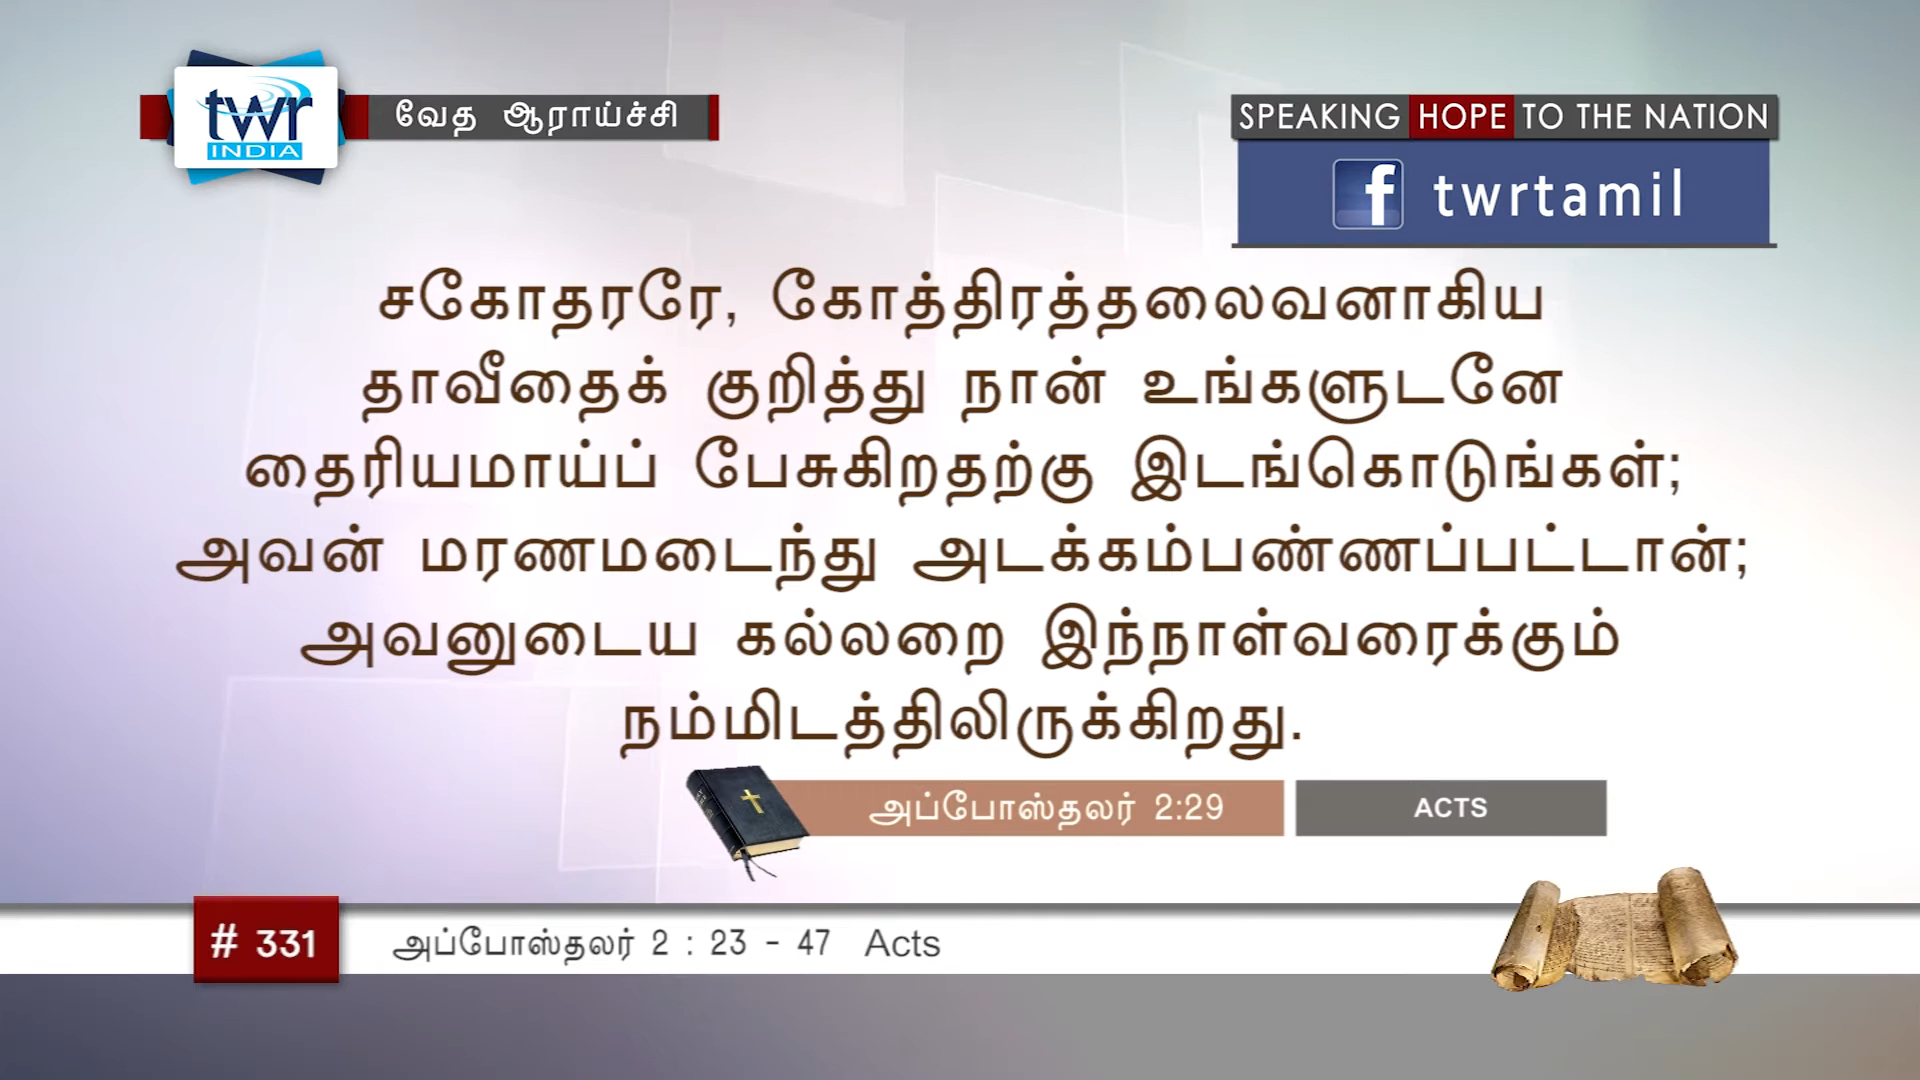 twr
INDIA
வேத ஆராய்ச்சி
SPEAKING HOPE TO THE NATION
f twrtamil
சகோதரரே, கோத்திரத்தலைவனாகிய
தாவீதைக் குறித்து நான் உங்களுடனே
தைரியமாய்ப் பேசுகிறதற்கு இடங்கொடுங்கள்;
அவன் மரணமடைந்து அடக்கம்பண்ணப்பட்டான்;
அவனுடைய கல்லறை இந்நாள்வரைக்கும்
நம்மிடத்திலிருக்கிறது.
அப்போஸ்தலர் 2:29
ACTS
# 331
அப்போஸ்தலர் 2 : 23 - 47 Acts